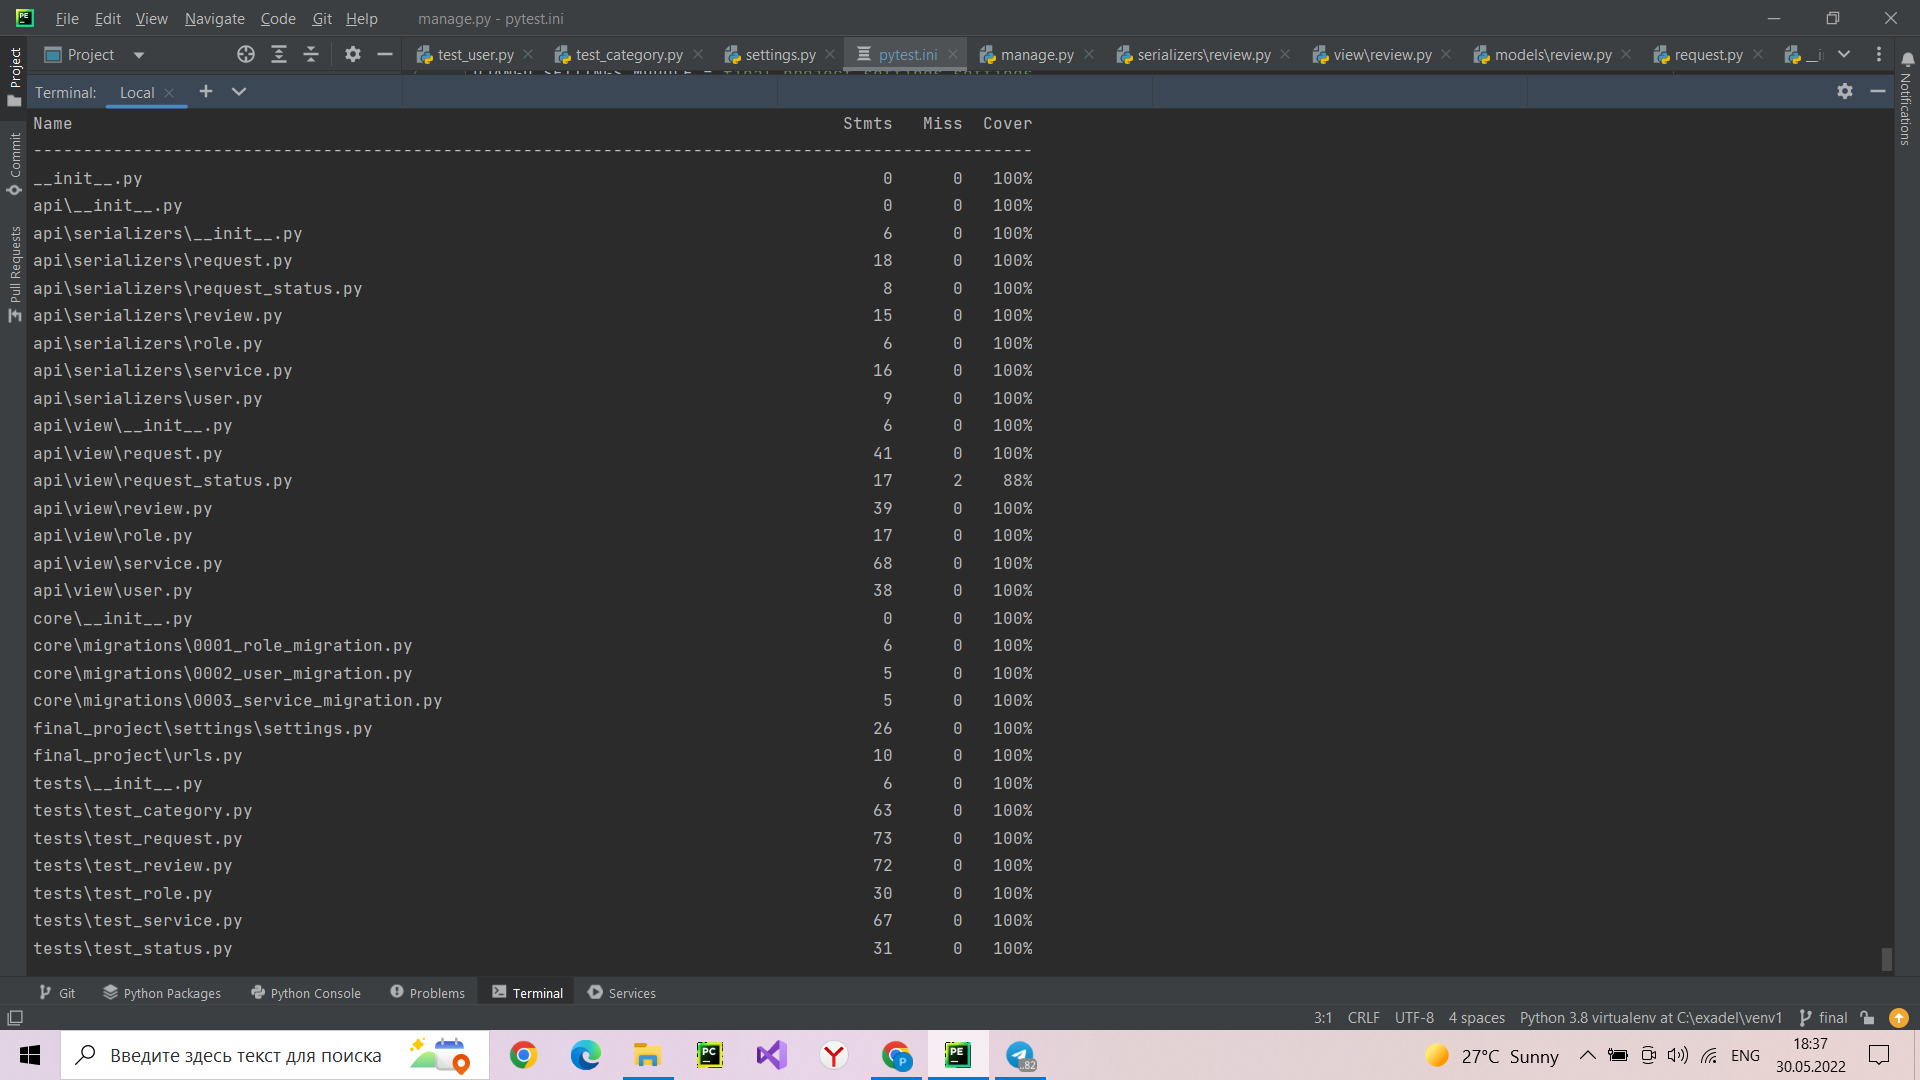 File Edit View Navigate Code Git Help manage.py - pytest.ini
Project test_user.py test_category.py settings.py pytest.ini manage.py serializers\review.py view\review.py models\review.py request.py
Terminal: Local
Name Stmts Miss Cover
----------------------------------------------------------------------------------------------------
__init__.py 0 0 100%
api\__init__.py 0 0 100%
api\serializers\__init__.py 6 0 100%
api\serializers\request.py 18 0 100%
api\serializers\request_status.py 8 0 100%
api\serializers\review.py 15 0 100%
api\serializers\role.py 6 0 100%
api\serializers\service.py 16 0 100%
api\serializers\user.py 9 0 100%
api\view\__init__.py 6 0 100%
api\view\request.py 41 0 100%
api\view\request_status.py 17 2 88%
api\view\review.py 39 0 100%
api\view\role.py 17 0 100%
api\view\service.py 68 0 100%
api\view\user.py 38 0 100%
core\__init__.py 0 0 100%
core\migrations\0001_role_migration.py 6 0 100%
core\migrations\0002_user_migration.py 5 0 100%
core\migrations\0003_service_migration.py 5 0 100%
final_project\settings\settings.py 26 0 100%
final_project\urls.py 10 0 100%
tests\__init__.py 6 0 100%
tests\test_category.py 63 0 100%
tests\test_request.py 73 0 100%
tests\test_review.py 72 0 100%
tests\test_role.py 30 0 100%
tests\test_service.py 67 0 100%
tests\test_status.py 31 0 100%
Project
Commit
Pull Requests
Notifications
Git Python Packages Python Console Problems Terminal Services
3:1 CRLF UTF-8 4 spaces Python 3.8 virtualenv at C:\exadel\venv1 final
Введите здесь текст для поиска
27°C Sunny ENG 18:37
30.05.2022